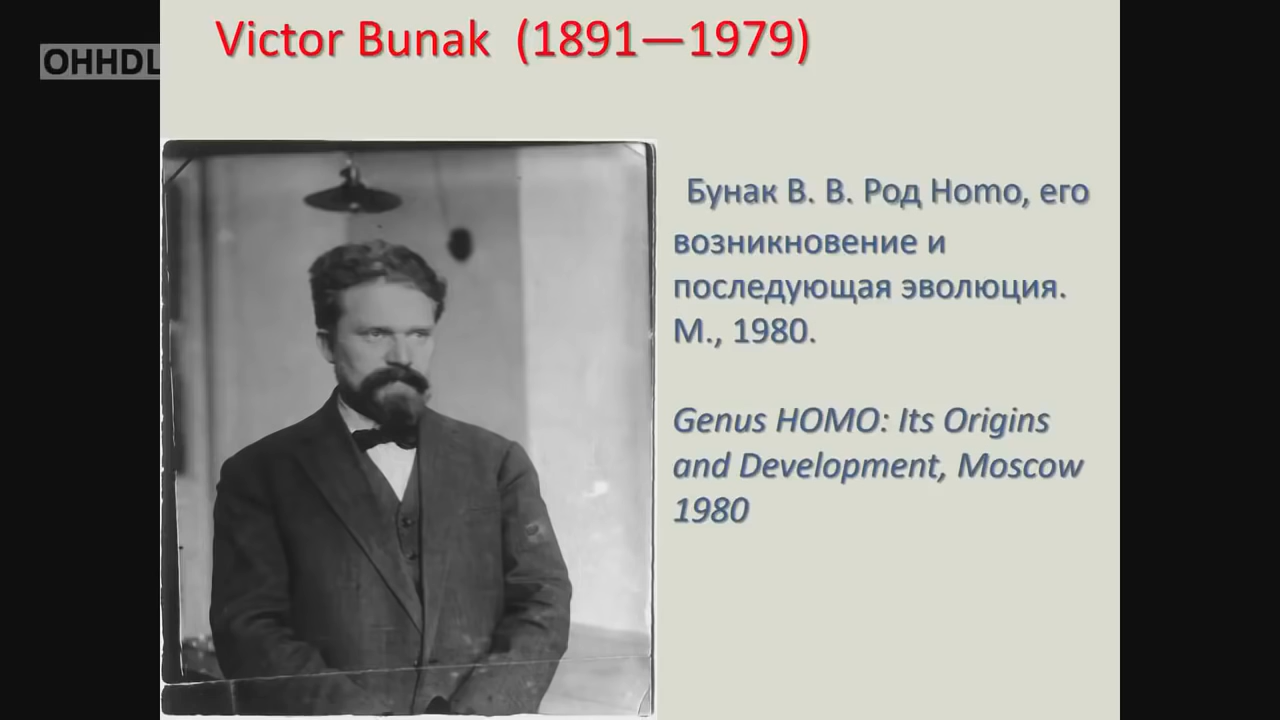 Victor Bunak (1891—1979)
OHHDL
Бунак В. В. Род Homo, его
возникновение и
последующая эволюция.
М., 1980.
Genus HOMO: Its Origins
and Development, Moscow
1980